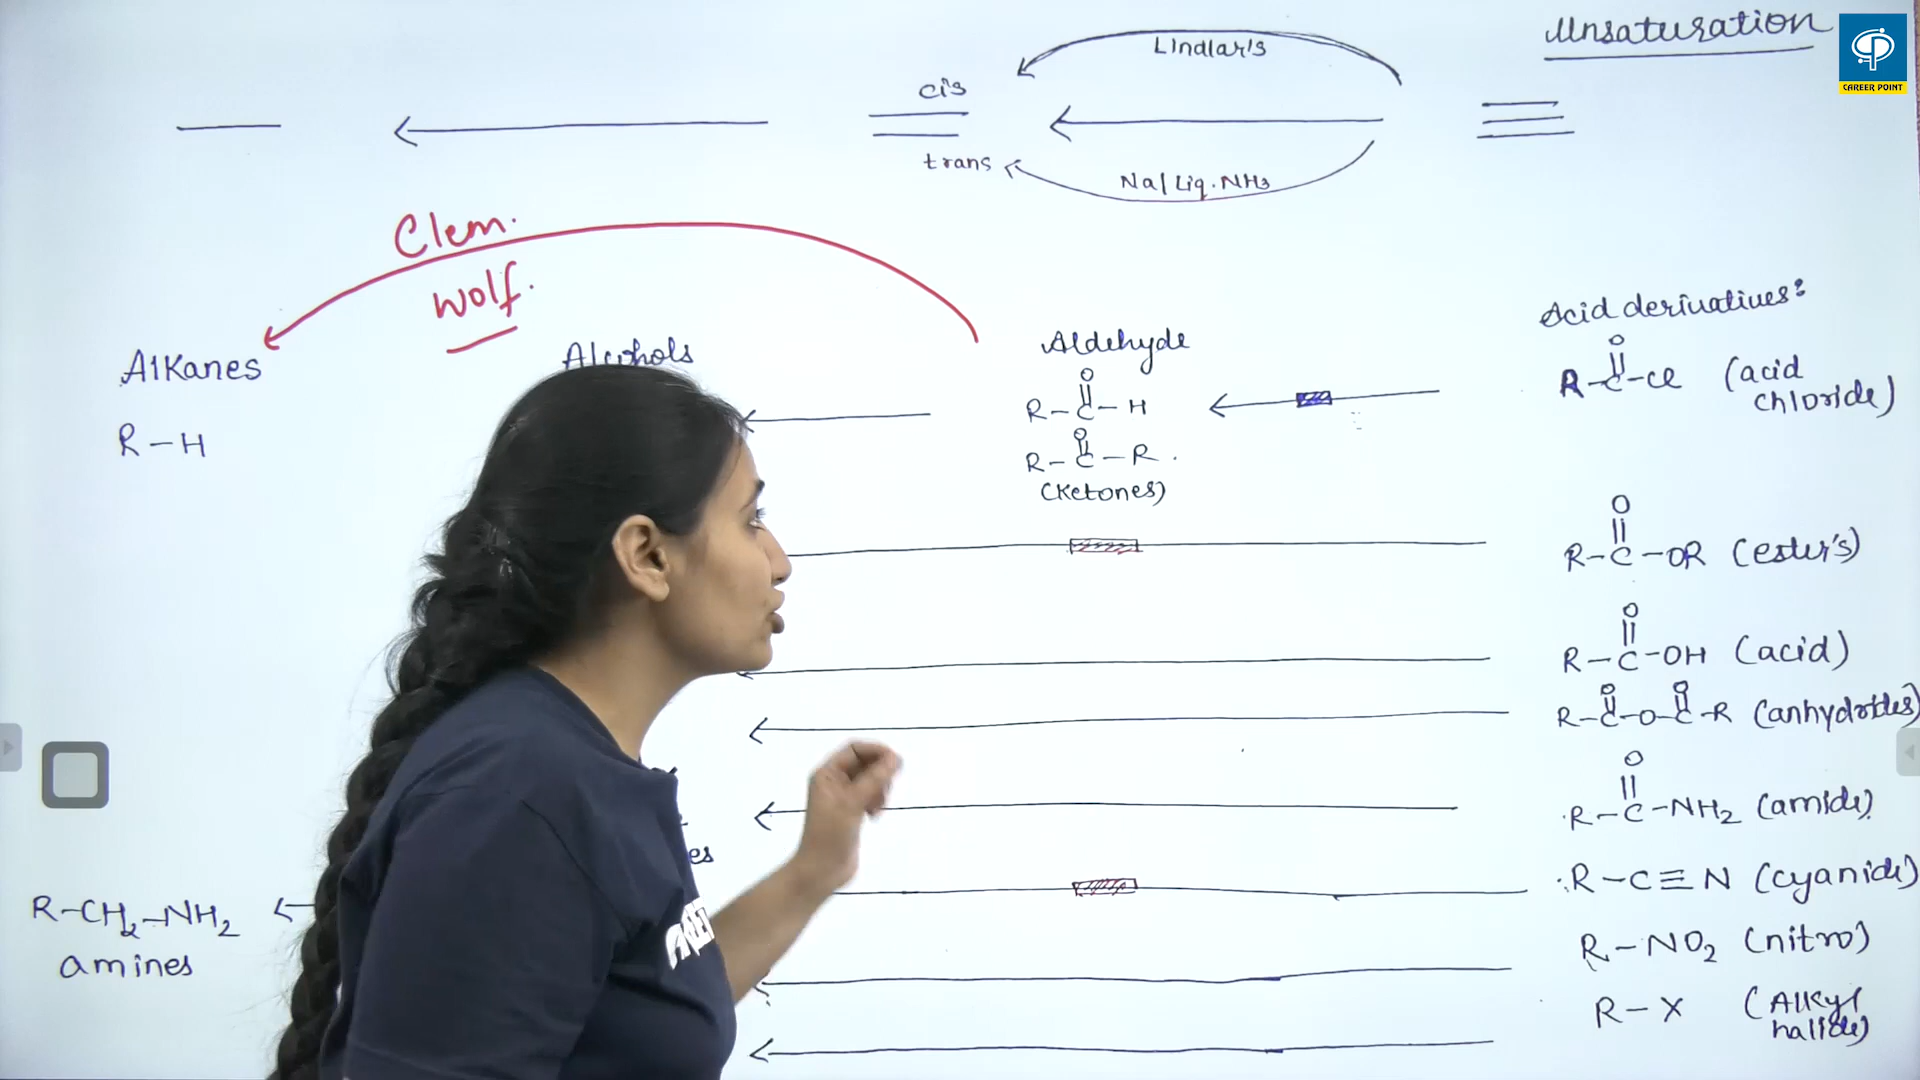 Unsaturation
CAREER POINT
Lindlar's
cis
trans
Na/Liq.NH3
Clem.
Wolf.
Alkanes
R-H
Alcohols
Aldehyde
O
R-C-H
O
R-C-R.
(Ketones)
Acid derivatives:
O
R-C-Cl (acid
chloride)
O
R-C-OR (ester's)
O
R-C-OH (acid)
O O
R-C-O-C-R (anhydrides)
O
R-C-NH2 (amide)
R-C≡N (cyanide)
R-NO2 (nitro)
R-X (Alkyl
halide)
es
R-CH2-NH2
amines